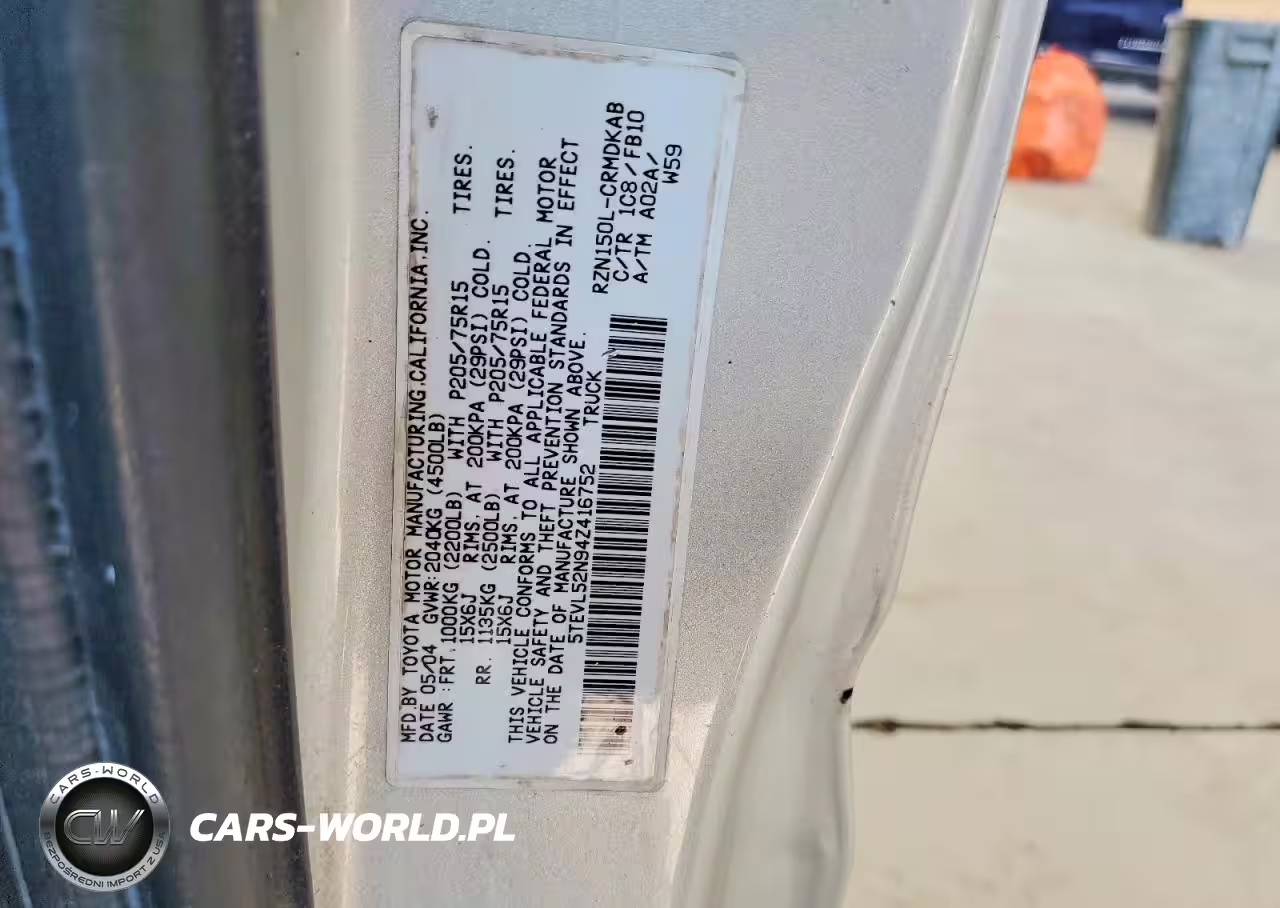 MFD.BY TOYOTA MOTOR MANUFACTURING.CALIFORNIA.INC.
DATE 05/04 GVWR:2040KG (4500LB)
GAWR :FRT.1000KG (2200LB) WITH P205/75R15 TIRES.
15X6J RIMS. AT 200KPA (29PSI) COLD.
RR. 1135KG (2500LB) WITH P205/75R15 TIRES.
15X6J RIMS. AT 200KPA (29PSI) COLD.
THIS VEHICLE CONFORMS TO ALL APPLICABLE FEDERAL MOTOR
VEHICLE SAFETY AND THEFT PREVENTION STANDARDS IN EFFECT
ON THE DATE OF MANUFACTURE SHOWN ABOVE.
5TEVL52N94Z416752 TRUCK
RZN150L-CRMDKAB
C/TR 1C8/FB10
A/TM A02A/
W59
CARS-WORLD
CW
BEZPOŚREDNI IMPORT Z USA
CARS-WORLD.PL